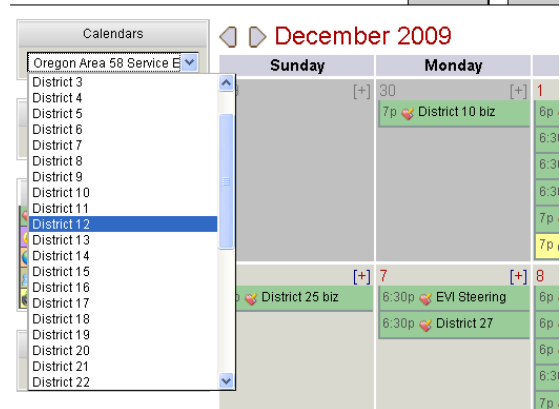 Calendars
Oregon Area 58 Service E
District 3
District 4
District 5
District 6
District 7
District 8
District 9
District 10
District 11
District 12
District 13
District 14
District 15
District 16
District 17
District 18
District 19
District 20
District 21
District 22
December 2009
Sunday Monday
[+] 30 [+] 1
7p District 10 biz 6p
6:30
6:30
6:30
7p
7p
[+] 7 [+] 8
District 25 biz 6:30p EVI Steering 6p
6:30p District 27 6p
6p
6:30
7p